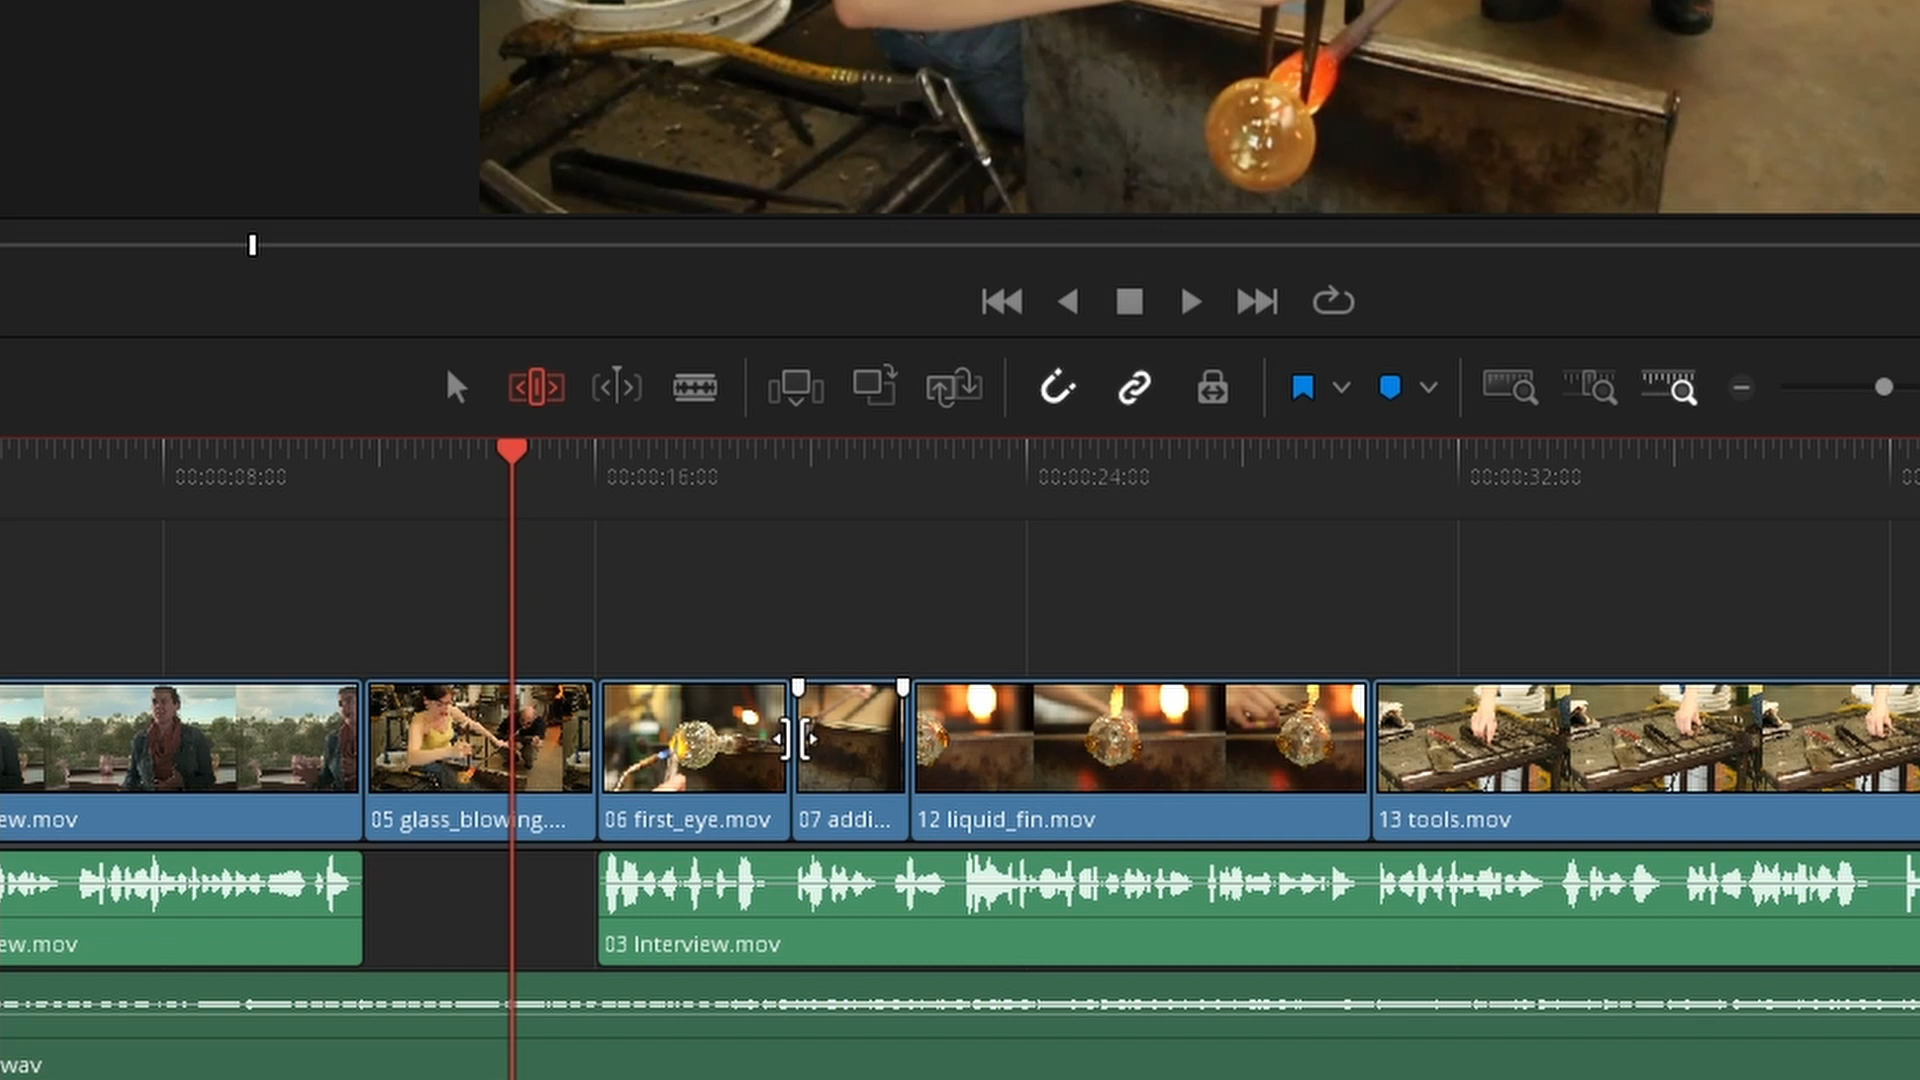 00:00:08:00
00:00:16:00
00:00:24:00
00:00:32:00
00
ew.mov
05 glass_blowing....
06 first_eye.mov
07 addi...
12 liquid_fin.mov
13 tools.mov
ew.mov
03 Interview.mov
wav